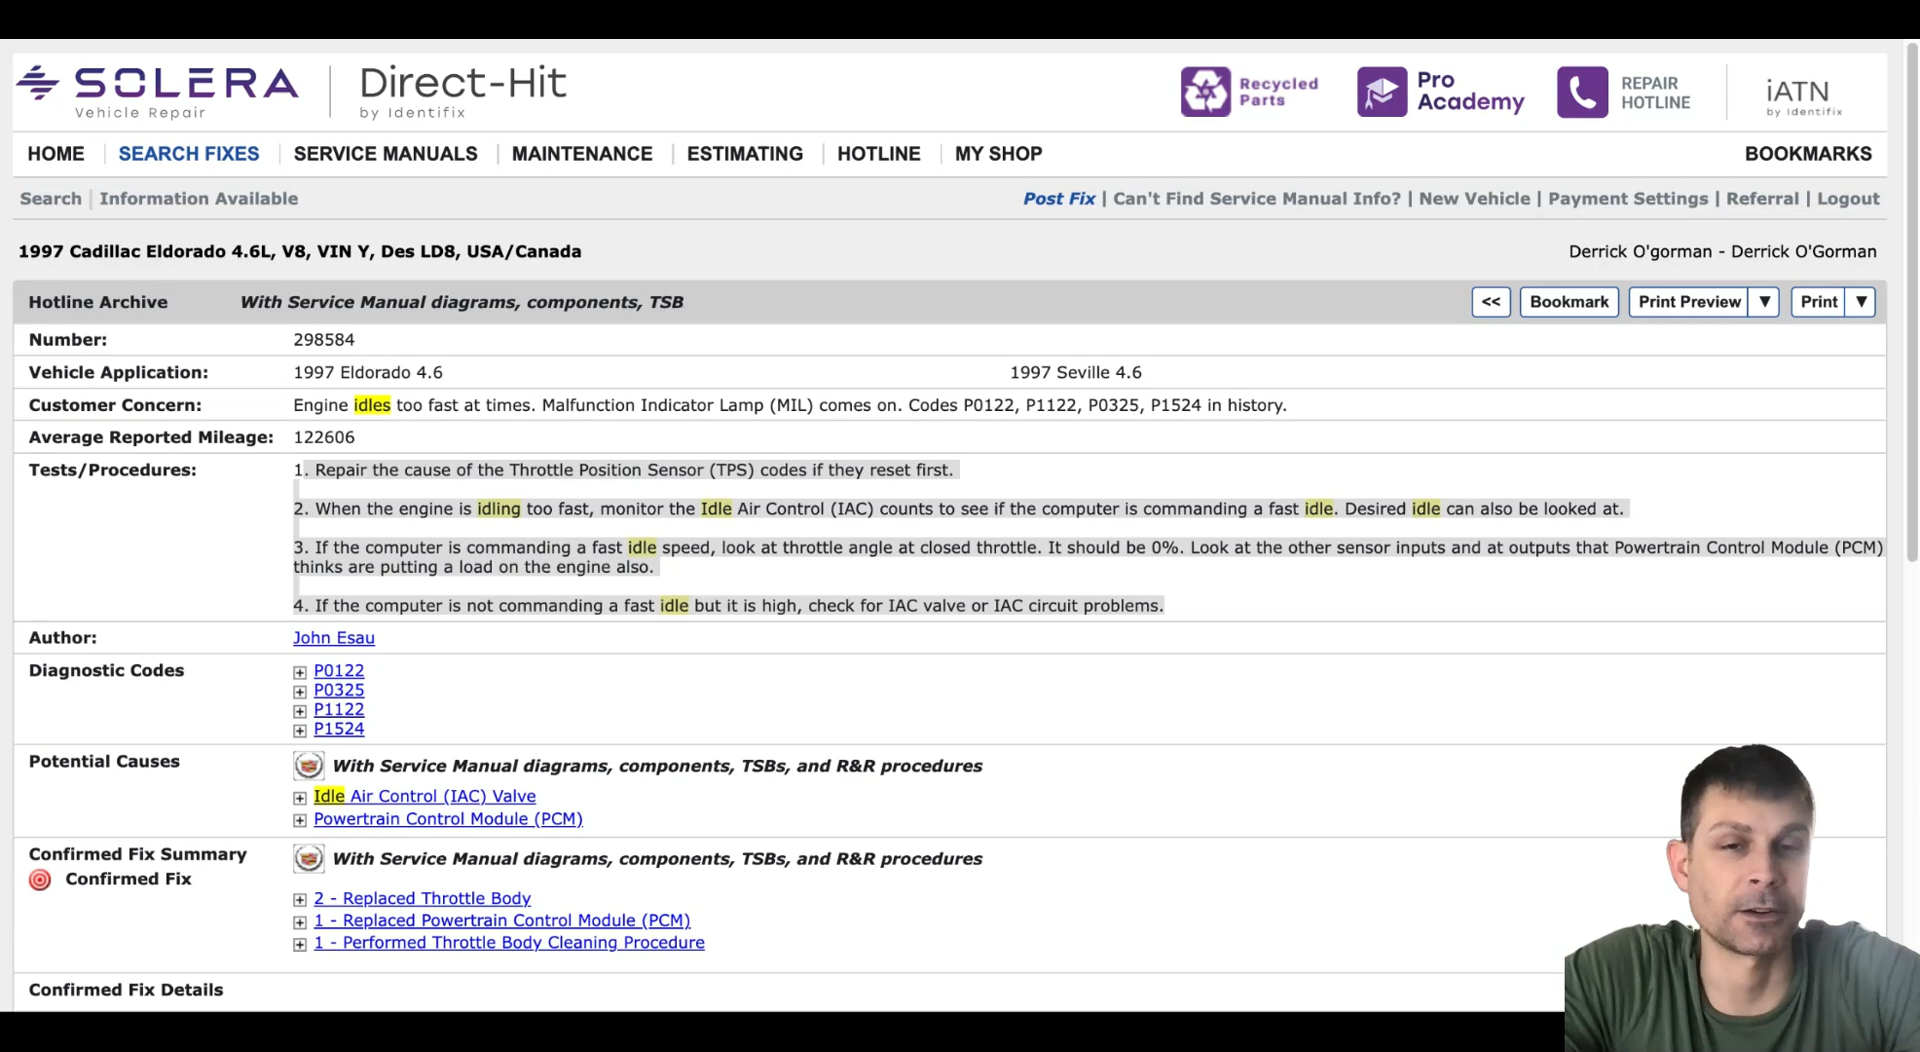 SOLERA
Vehicle Repair
Direct-Hit
by Identifix
Recycled
Parts
Pro
Academy
REPAIR
HOTLINE
iATN
by Identifix
HOME SEARCH FIXES SERVICE MANUALS MAINTENANCE ESTIMATING HOTLINE MY SHOP BOOKMARKS
Search | Information Available Post Fix | Can't Find Service Manual Info? | New Vehicle | Payment Settings | Referral | Logout
1997 Cadillac Eldorado 4.6L, V8, VIN Y, Des LD8, USA/Canada Derrick O'gorman - Derrick O'Gorman
Hotline Archive With Service Manual diagrams, components, TSB << Bookmark Print Preview ▼ Print ▼
Number: 298584
Vehicle Application: 1997 Eldorado 4.6 1997 Seville 4.6
Customer Concern: Engine idles too fast at times. Malfunction Indicator Lamp (MIL) comes on. Codes P0122, P1122, P0325, P1524 in history.
Average Reported Mileage: 122606
Tests/Procedures: 1. Repair the cause of the Throttle Position Sensor (TPS) codes if they reset first.
2. When the engine is idling too fast, monitor the Idle Air Control (IAC) counts to see if the computer is commanding a fast idle. Desired idle can also be looked at.
3. If the computer is commanding a fast idle speed, look at throttle angle at closed throttle. It should be 0%. Look at the other sensor inputs and at outputs that Powertrain Control Module (PCM)
thinks are putting a load on the engine also.
4. If the computer is not commanding a fast idle but it is high, check for IAC valve or IAC circuit problems.
Author: John Esau
Diagnostic Codes P0122
P0325
P1122
P1524
Potential Causes With Service Manual diagrams, components, TSBs, and R&R procedures
Idle Air Control (IAC) Valve
Powertrain Control Module (PCM)
Confirmed Fix Summary With Service Manual diagrams, components, TSBs, and R&R procedures
Confirmed Fix
2 - Replaced Throttle Body
1 - Replaced Powertrain Control Module (PCM)
1 - Performed Throttle Body Cleaning Procedure
Confirmed Fix Details